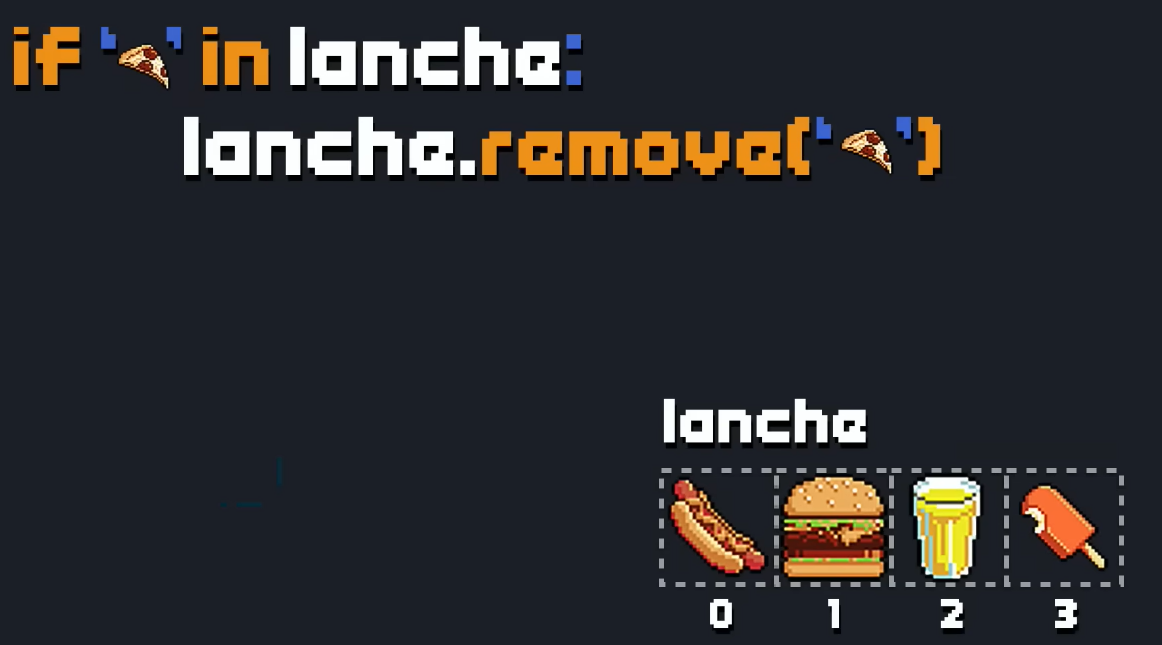 if '🍕' in lanche:
lanche.remove('🍕')
lanche
0 1 2 3